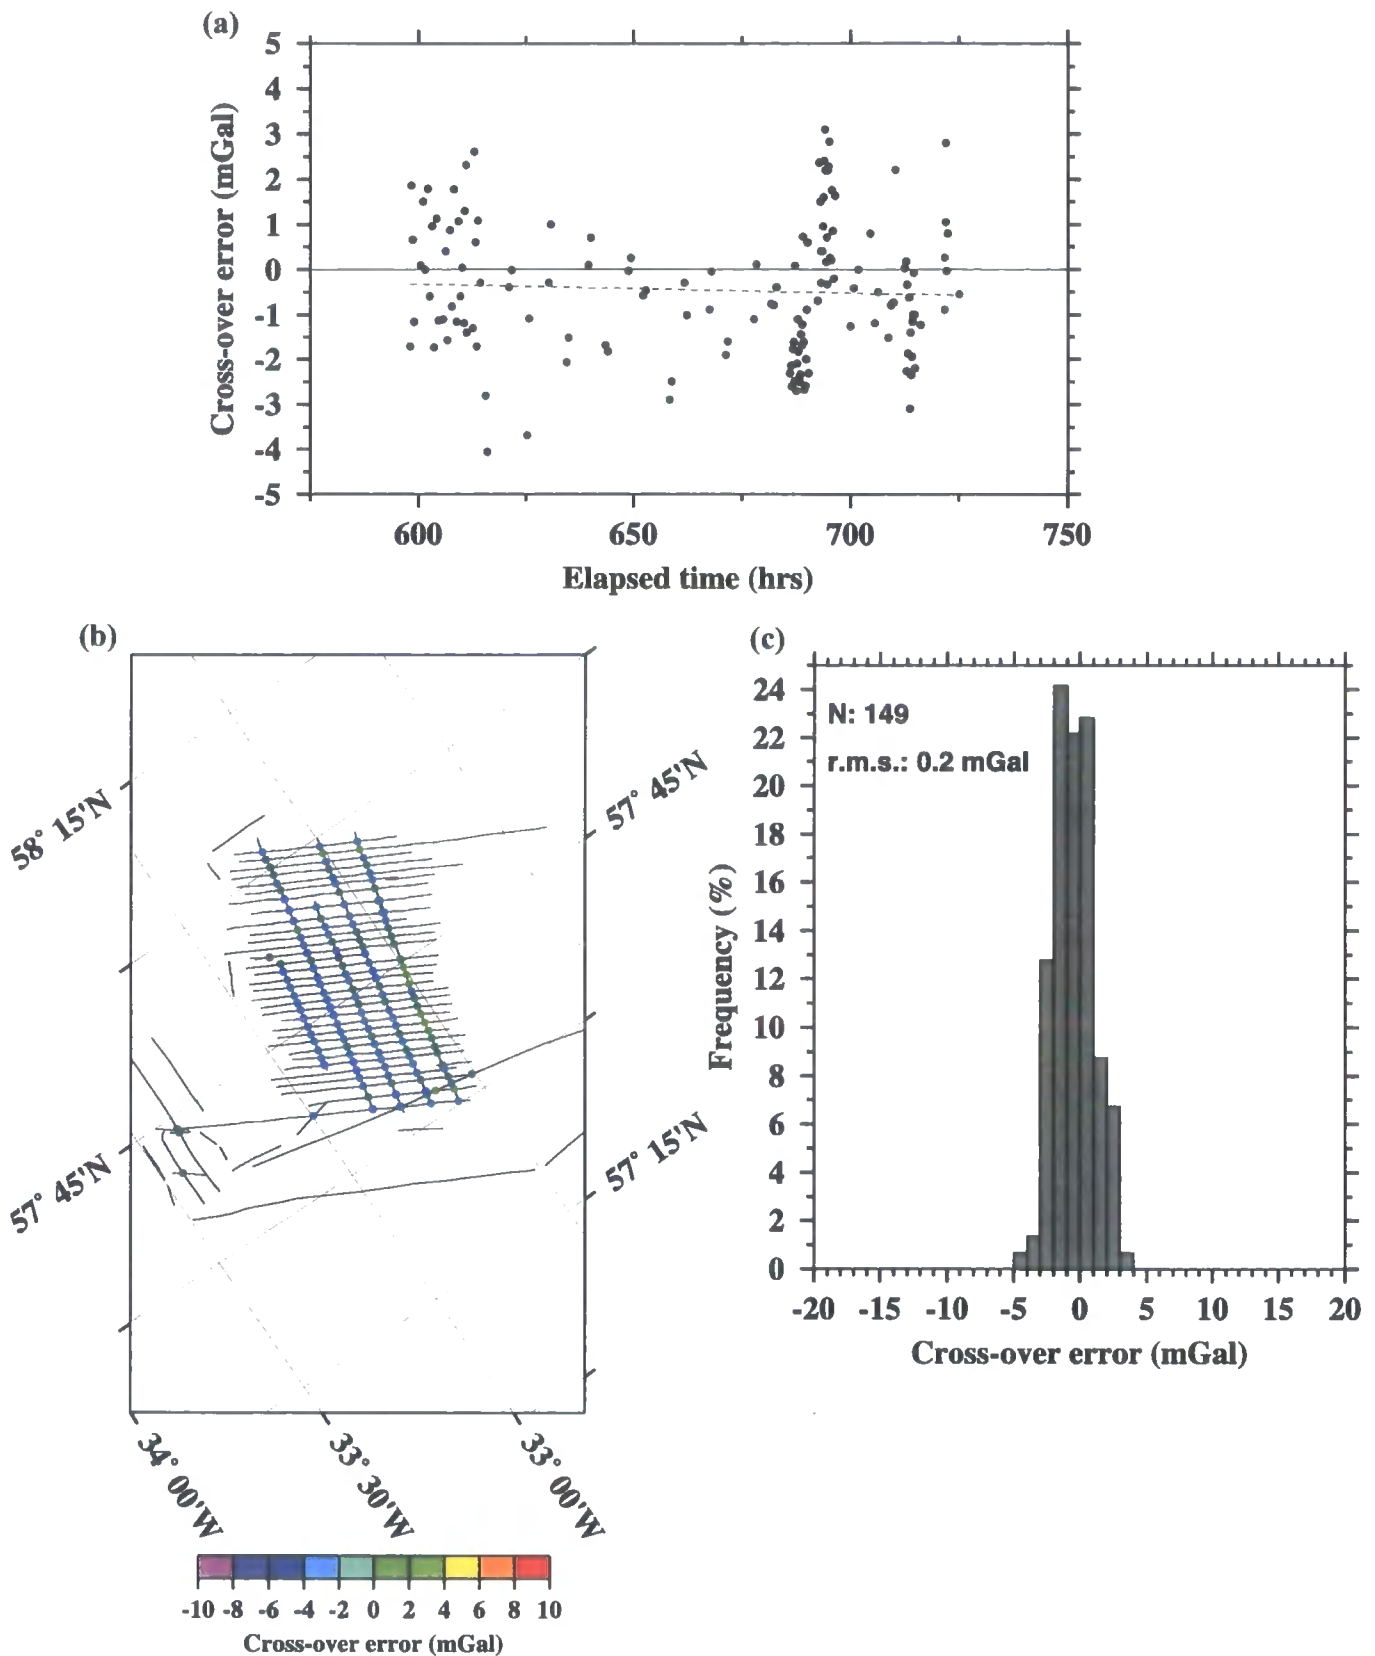 (a)
5
4
3
2
1
0
-1
-2
-3
-4
-5
Cross-over error (mGal)
600 650 700 750
Elapsed time (hrs)
(b)
58° 15'N
57° 45'N
57° 45'N
57° 15'N
34° 00'W
33° 30'W
33° 00'W
-10 -8 -6 -4 -2 0 2 4 6 8 10
Cross-over error (mGal)
(c)
N: 149
r.m.s.: 0.2 mGal
24
22
20
18
16
14
12
10
8
6
4
2
0
Frequency (%)
-20 -15 -10 -5 0 5 10 15 20
Cross-over error (mGal)